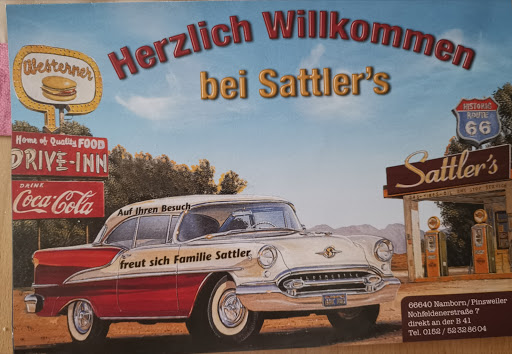 Herzlich Willkommen
bei Sattler's
Westerner
Home of Quality FOOD
DRIVE-INN
DRINK
Coca-Cola
HISTORIC
ROUTE
66
Sattler's
Auf Ihren Besuch
freut sich Familie Sattler
66640 Namborn/Pinsweiler
Nohfeldenerstraße 7
direkt an der B 41
Tel. 0152 / 52328604